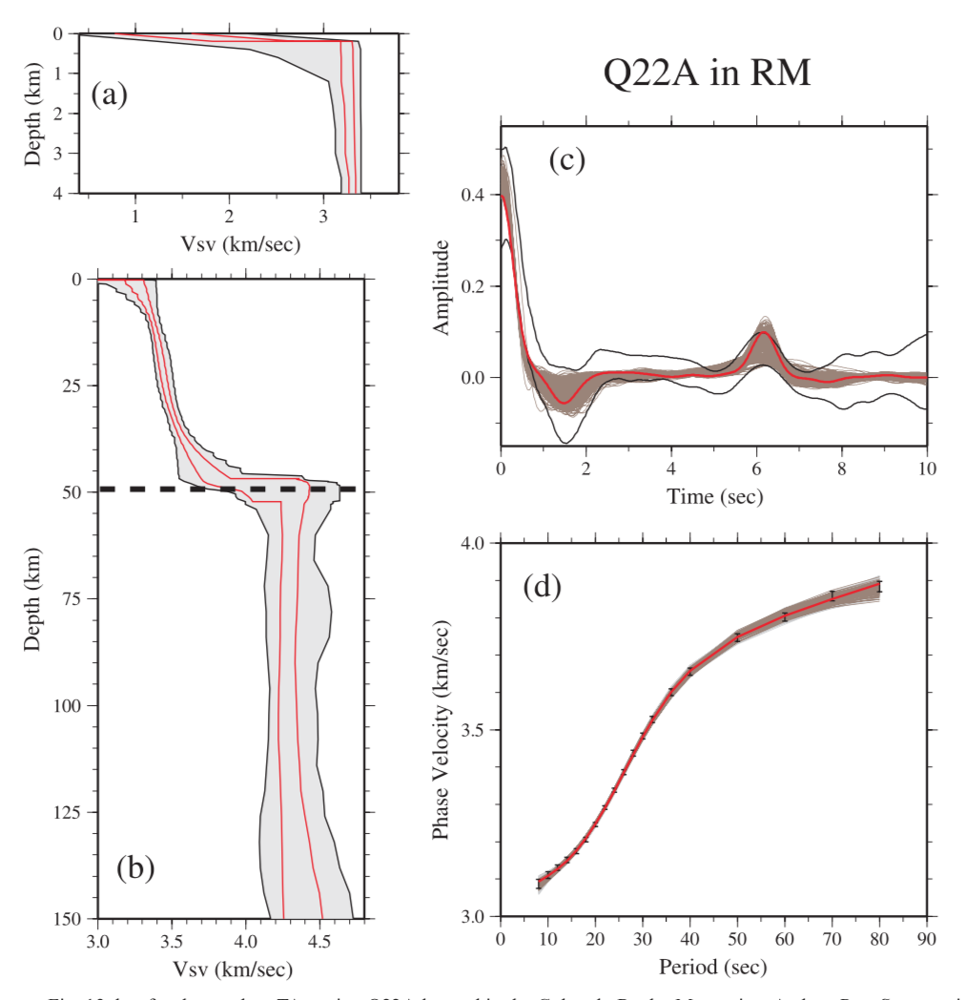 Q22A in RM
0
1
2
3
4
Depth (km)
(a)
1 2 3
Vsv (km/sec)
0
25
50
75
100
125
150
Depth (km)
(b)
3.0 3.5 4.0 4.5
Vsv (km/sec)
0.4
0.2
0.0
Amplitude
(c)
0 2 4 6 8 10
Time (sec)
4.0
3.5
3.0
Phase Velocity (km/sec)
(d)
0 10 20 30 40 50 60 70 80 90
Period (sec)